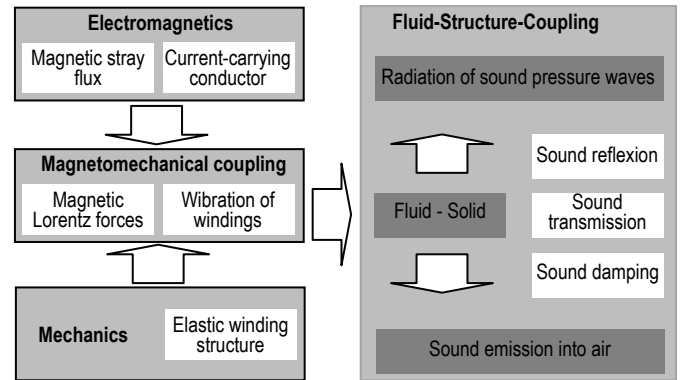 Electromagnetics
Magnetic stray
flux
Current-carrying
conductor
Magnetomechanical coupling
Magnetic
Lorentz forces
Wibration of
windings
Mechanics
Elastic winding
structure
Fluid-Structure-Coupling
Radiation of sound pressure waves
Sound reflexion
Fluid - Solid
Sound
transmission
Sound damping
Sound emission into air